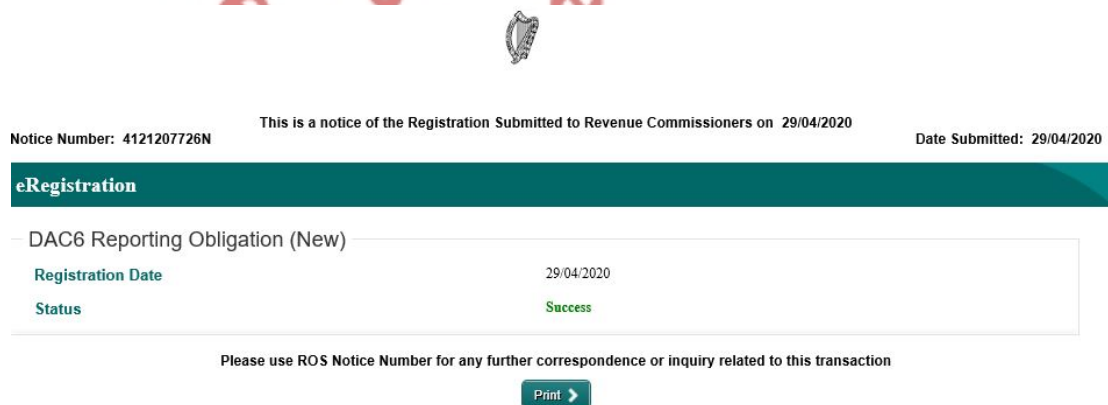 This is a notice of the Registration Submitted to Revenue Commissioners on 29/04/2020
Notice Number: 4121207726N
Date Submitted: 29/04/2020
eRegistration
DAC6 Reporting Obligation (New)
Registration Date 29/04/2020
Status Success
Please use ROS Notice Number for any further correspondence or inquiry related to this transaction
Print